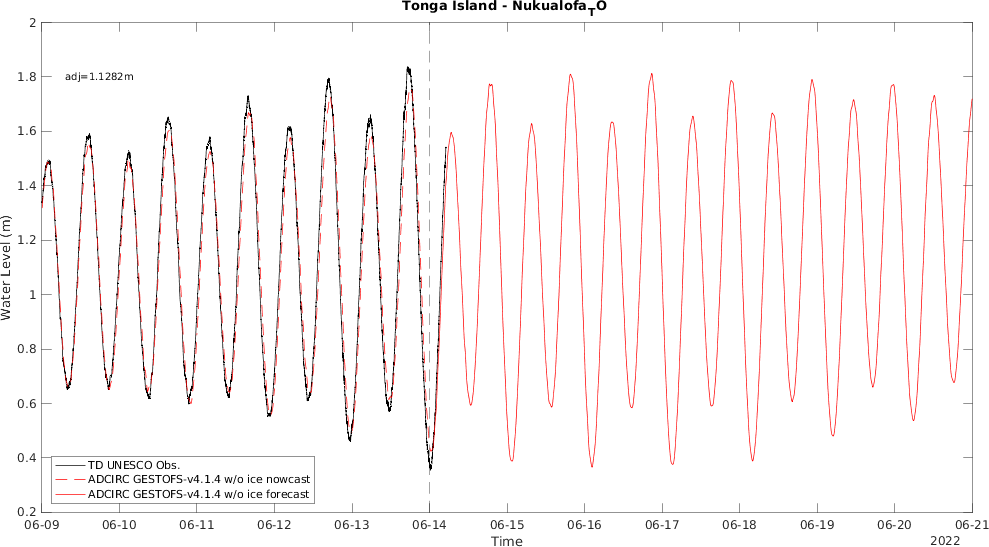 Tonga Island - NukualofaTO
2
1.8
1.6
1.4
1.2
1
0.8
0.6
0.4
0.2
adj=1.1282m
Water Level (m)
TD UNESCO Obs.
ADCIRC GESTOFS-v4.1.4 w/o ice nowcast
ADCIRC GESTOFS-v4.1.4 w/o ice forecast
06-09 06-10 06-11 06-12 06-13 06-14 06-15 06-16 06-17 06-18 06-19 06-20 06-21
Time
2022